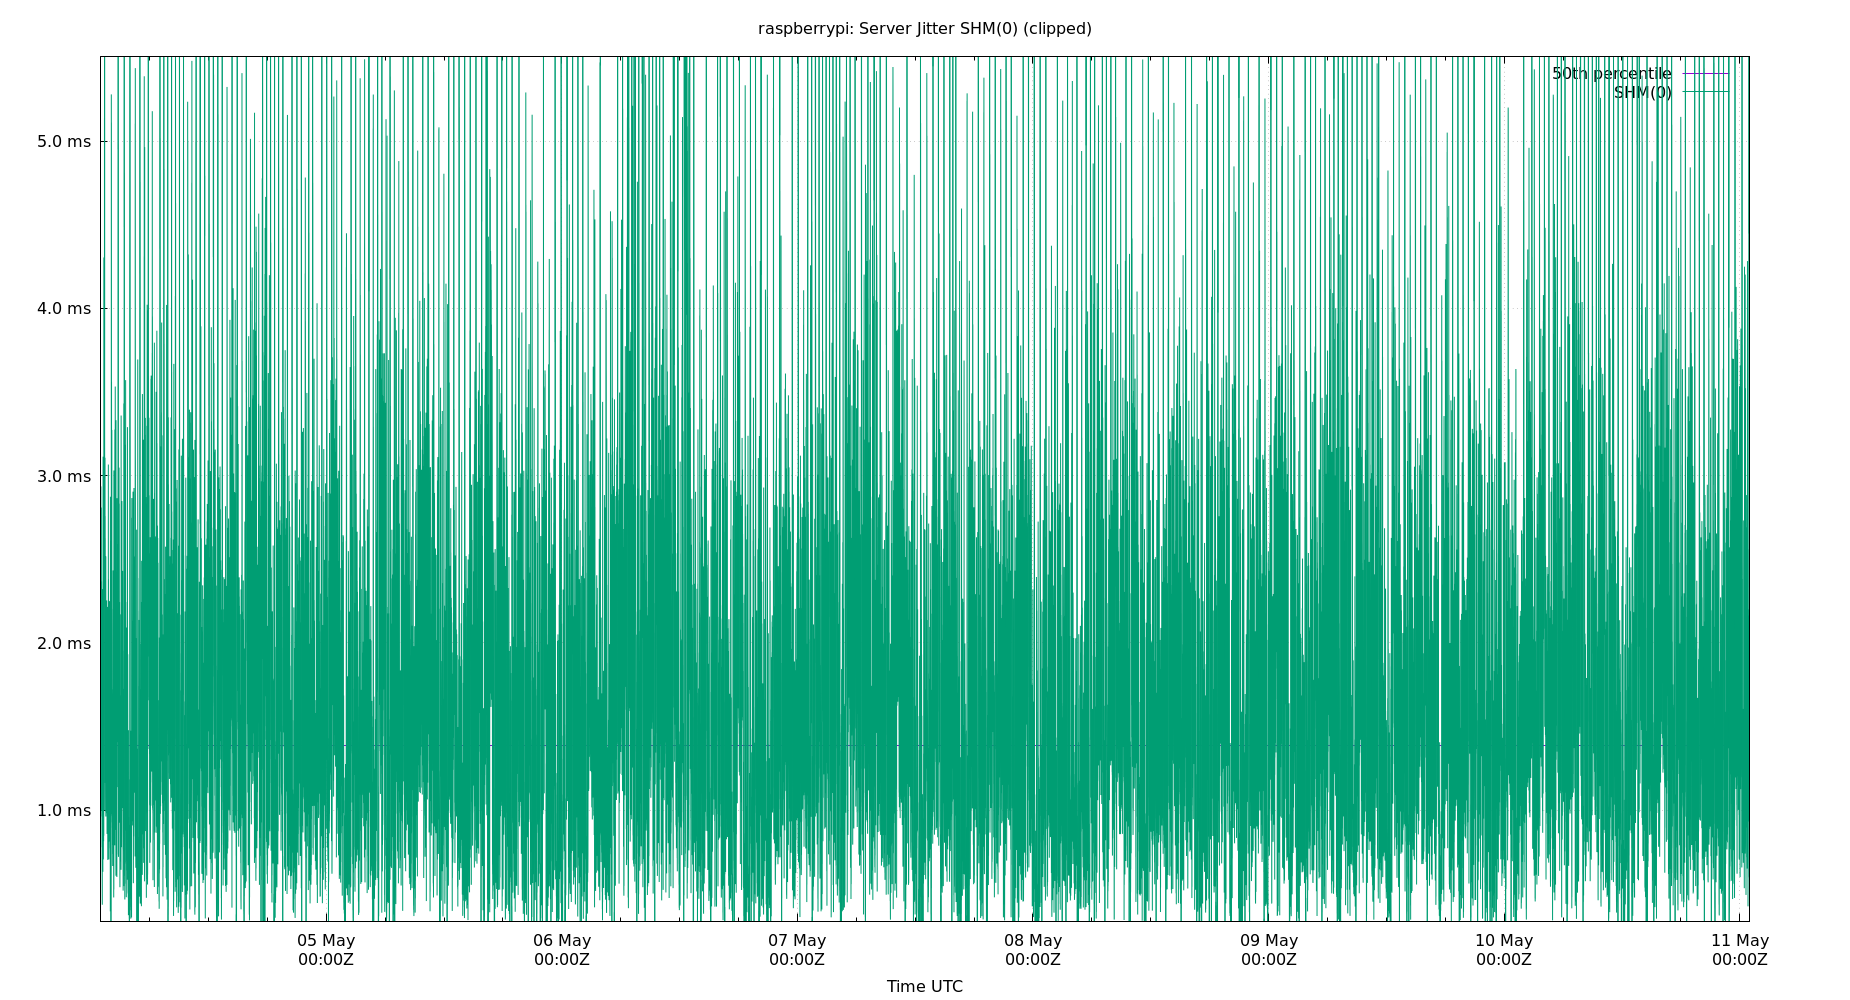 raspberrypi: Server Jitter SHM(0) (clipped)
50th percentile
SHM(0)
5.0 ms
4.0 ms
3.0 ms
2.0 ms
1.0 ms
05 May 06 May 07 May 08 May 09 May 10 May 11 May
00:00Z 00:00Z 00:00Z 00:00Z 00:00Z 00:00Z 00:00Z
Time UTC